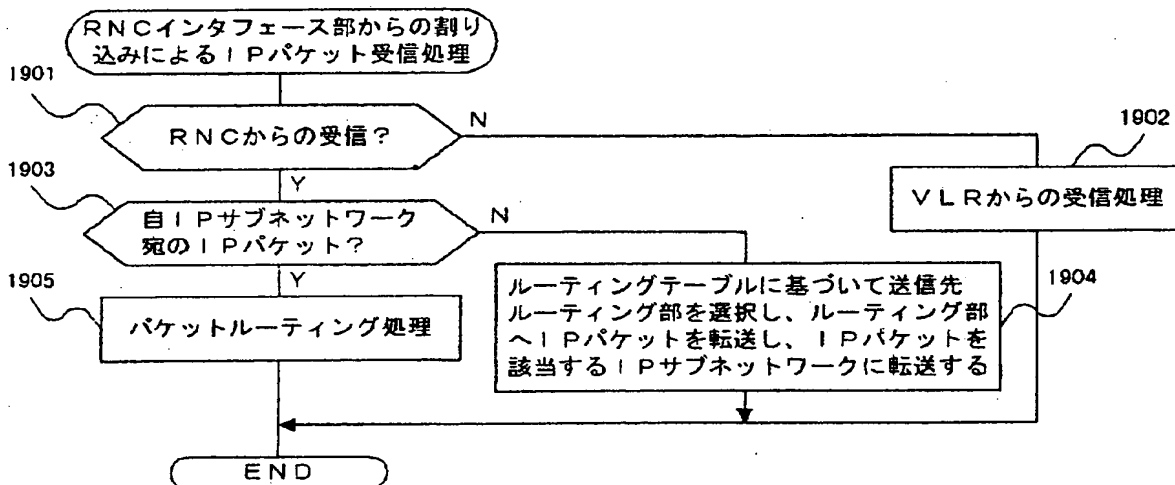 RNCインタフェース部からの割り
込みによるIPパケット受信処理
1901
RNCからの受信?
N
1902
VLRからの受信処理
Y
1903
自IPサブネットワーク
宛のIPパケット?
N
Y
1905
パケットルーティング処理
1904
ルーティングテーブルに基づいて送信先
ルーティング部を選択し、ルーティング部
へIPパケットを転送し、IPパケットを
該当するIPサブネットワークに転送する
END